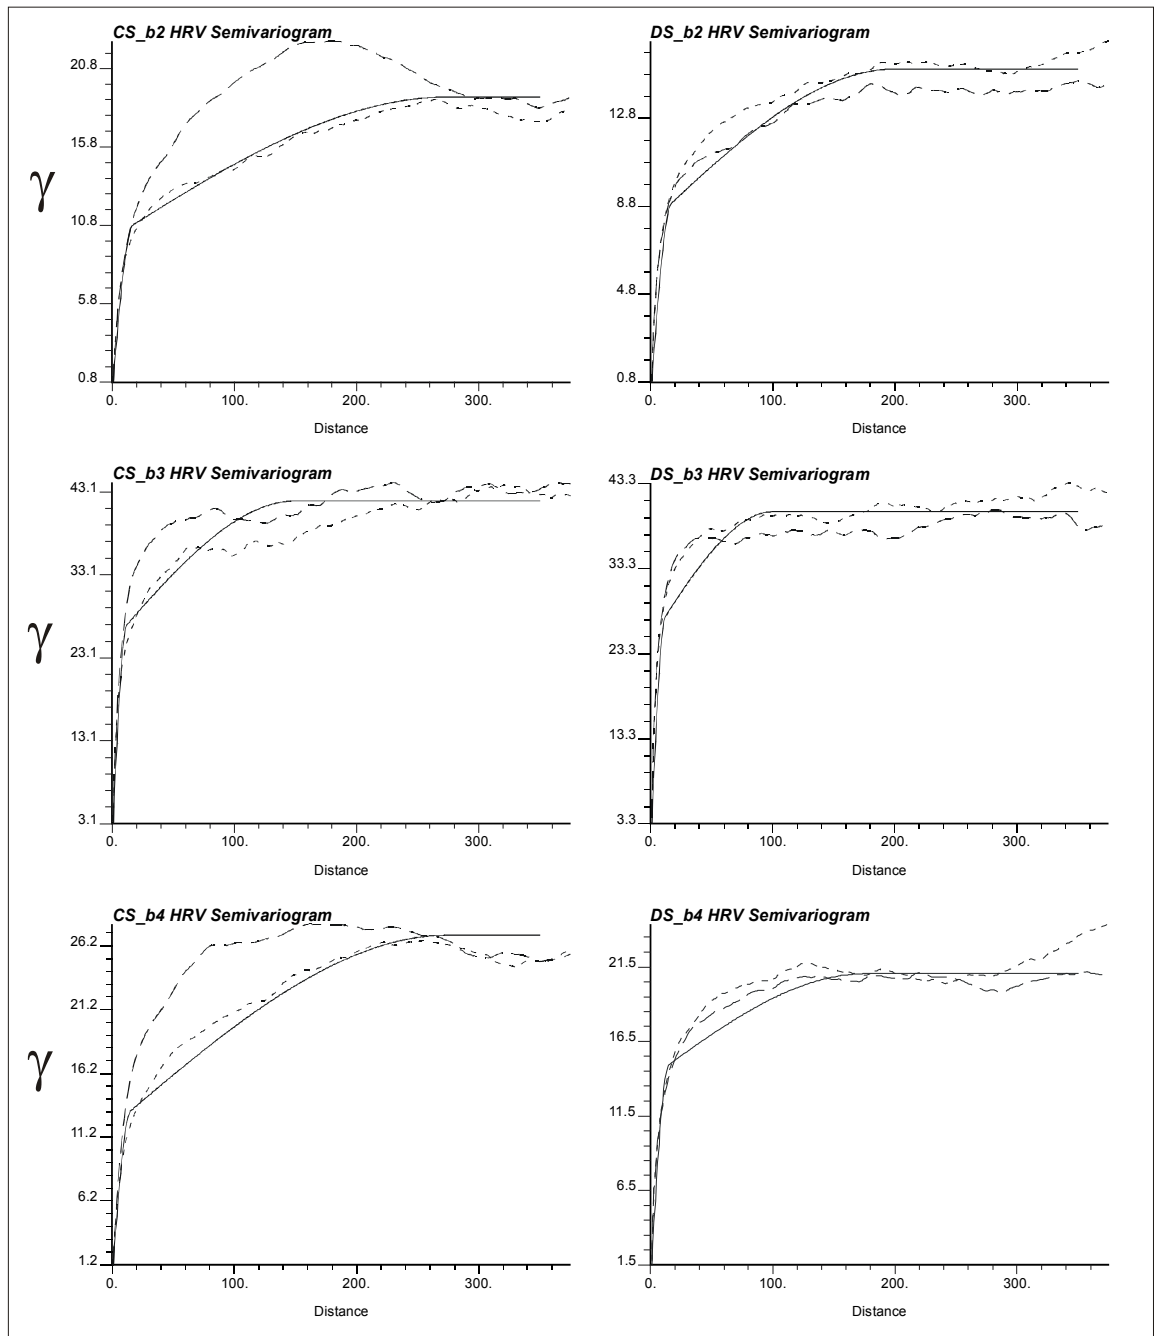 CS_b2 HRV Semivariogram
20.8
15.8
γ
10.8
5.8
0.8
0. 100. 200. 300.
Distance
DS_b2 HRV Semivariogram
12.8
8.8
4.8
0.8
0. 100. 200. 300.
Distance
CS_b3 HRV Semivariogram
43.1
33.1
γ
23.1
13.1
3.1
0. 100. 200. 300.
Distance
DS_b3 HRV Semivariogram
43.3
33.3
23.3
13.3
3.3
0. 100. 200. 300.
Distance
CS_b4 HRV Semivariogram
26.2
21.2
γ
16.2
11.2
6.2
1.2
0. 100. 200. 300.
Distance
DS_b4 HRV Semivariogram
21.5
16.5
11.5
6.5
1.5
0. 100. 200. 300.
Distance